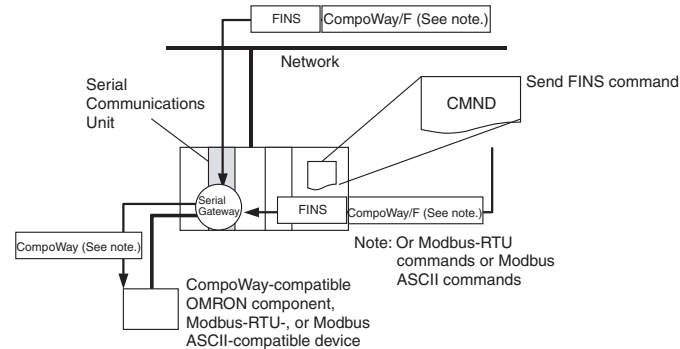 FINS CompoWay/F (See note.)
Network
Send FINS command
CMND
Serial
Communications
Unit
Serial
Gateway
FINS CompoWay/F (See note.)
CompoWay (See note.)
Note: Or Modbus-RTU
commands or Modbus
ASCII commands
CompoWay-compatible
OMRON component,
Modbus-RTU-, or Modbus
ASCII-compatible device